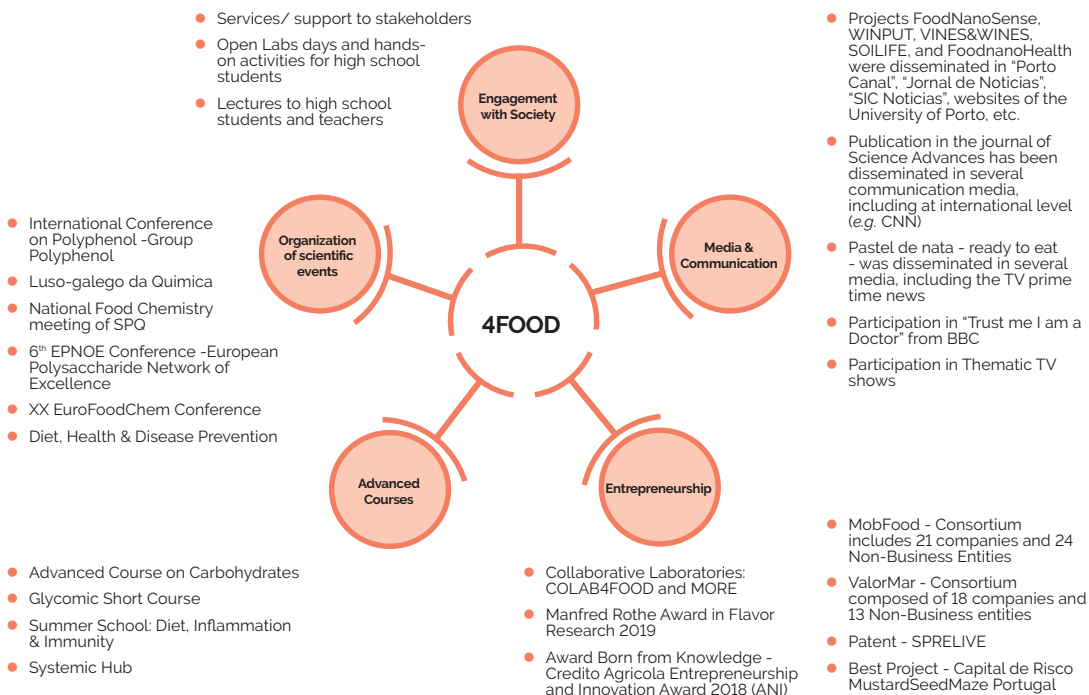 Services/ support to stakeholders
Open Labs days and hands-
on activities for high school
students
Lectures to high school
students and teachers
Engagement
with Society
Projects FoodNanoSense,
WINPUT, VINES&WINES,
SOILIFE, and FoodnanoHealth
were disseminated in “Porto
Canal”, “Jornal de Noticias”,
“SIC Noticias”, websites of the
University of Porto, etc.
Publication in the journal of
Science Advances has been
disseminated in several
communication media,
including at international level
(e.g. CNN)
Pastel de nata - ready to eat
- was disseminated in several
media, including the TV prime
time news
Participation in “Trust me I am a
Doctor” from BBC
Participation in Thematic TV
shows
Media &
Communication
International Conference
on Polyphenol -Group
Polyphenol
Luso-galego da Quimica
National Food Chemistry
meeting of SPQ
6th EPNOE Conference -European
Polysaccharide Network of
Excellence
XX EuroFoodChem Conference
Diet, Health & Disease Prevention
Organization
of scientific
events
4FOOD
Advanced
Courses
Entrepreneurship
Advanced Course on Carbohydrates
Glycomic Short Course
Summer School: Diet, Inflammation
& Immunity
Systemic Hub
Collaborative Laboratories:
COLAB4FOOD and MORE
Manfred Rothe Award in Flavor
Research 2019
Award Born from Knowledge -
Credito Agricola Entrepreneurship
and Innovation Award 2018 (ANI)
MobFood - Consortium
includes 21 companies and 24
Non-Business Entities
ValorMar - Consortium
composed of 18 companies and
13 Non-Business entities
Patent - SPRELIVE
Best Project - Capital de Risco
MustardSeedMaze Portugal